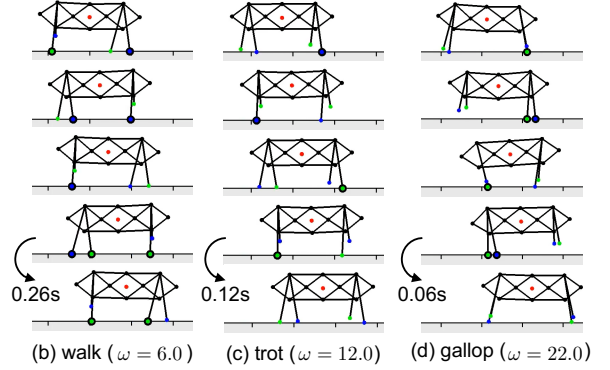 0.26s 0.12s 0.06s
(b) walk ( ω = 6.0) (c) trot ( ω = 12.0) (d) gallop ( ω = 22.0)